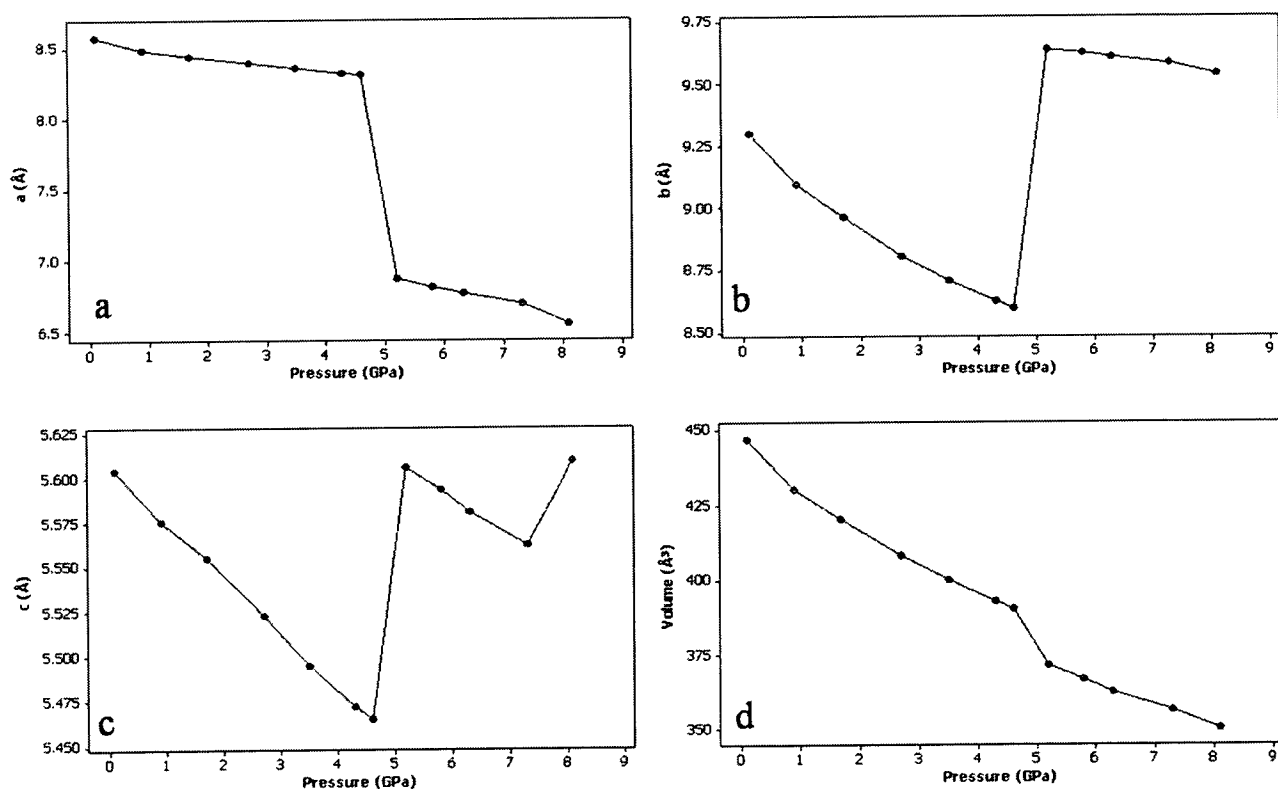 8.5
8.0
7.5
7.0
6.5
a (Å)
a
0 1 2 3 4 5 6 7 8 9
Pressure (GPa)
9.75
9.50
9.25
9.00
8.75
8.50
b (Å)
b
0 1 2 3 4 5 6 7 8 9
Pressure (GPa)
5.625
5.600
5.575
5.550
5.525
5.500
5.475
5.450
c (Å)
c
0 1 2 3 4 5 6 7 8 9
Pressure (GPa)
450
425
400
375
350
Volume (Å³)
d
0 1 2 3 4 5 6 7 8 9
Pressure (GPa)